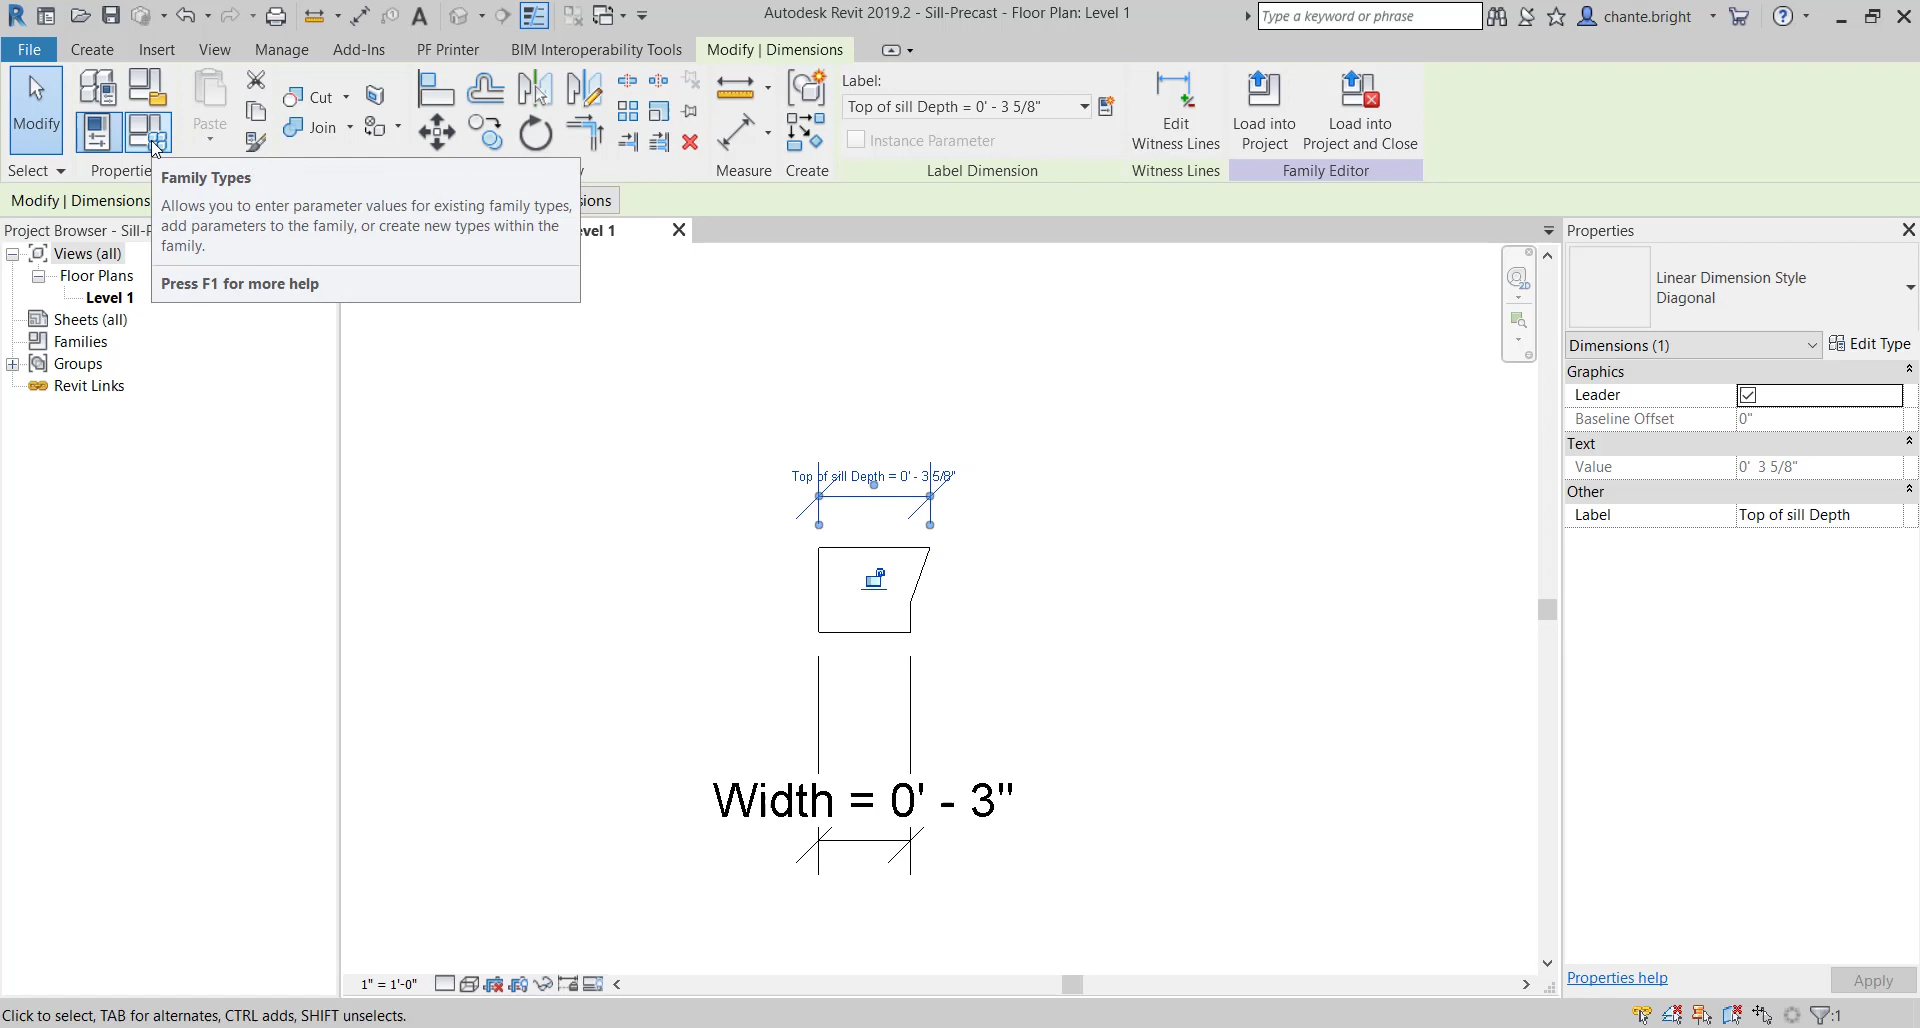 Autodesk Revit 2019.2 - Sill-Precast - Floor Plan: Level 1
Type a keyword or phrase
chante.bright
File
Create
Insert
View
Manage
Add-Ins
PF Printer
BIM Interoperability Tools
Modify | Dimensions
Modify
Paste
Cut
Join
Label:
Top of sill Depth = 0' - 3 5/8"
Instance Parameter
Edit
Witness Lines
Load into
Project
Load into
Project and Close
Select
Propertie
Measure
Create
Label Dimension
Witness Lines
Family Editor
Modify | Dimensions
sions
Family Types
Allows you to enter parameter values for existing family types,
add parameters to the family, or create new types within the
family.
Press F1 for more help
Project Browser - Sill-P
evel 1
Views (all)
Floor Plans
Level 1
Sheets (all)
Families
Groups
Revit Links
2D
Top of sill Depth = 0' - 3 5/8"
Width = 0' - 3"
Properties
Linear Dimension Style
Diagonal
Dimensions (1)
Edit Type
Graphics
Leader
Baseline Offset
0"
Text
Value
0' 3 5/8"
Other
Label
Top of sill Depth
Properties help
Apply
1" = 1'-0"
Click to select, TAB for alternates, CTRL adds, SHIFT unselects.
:1